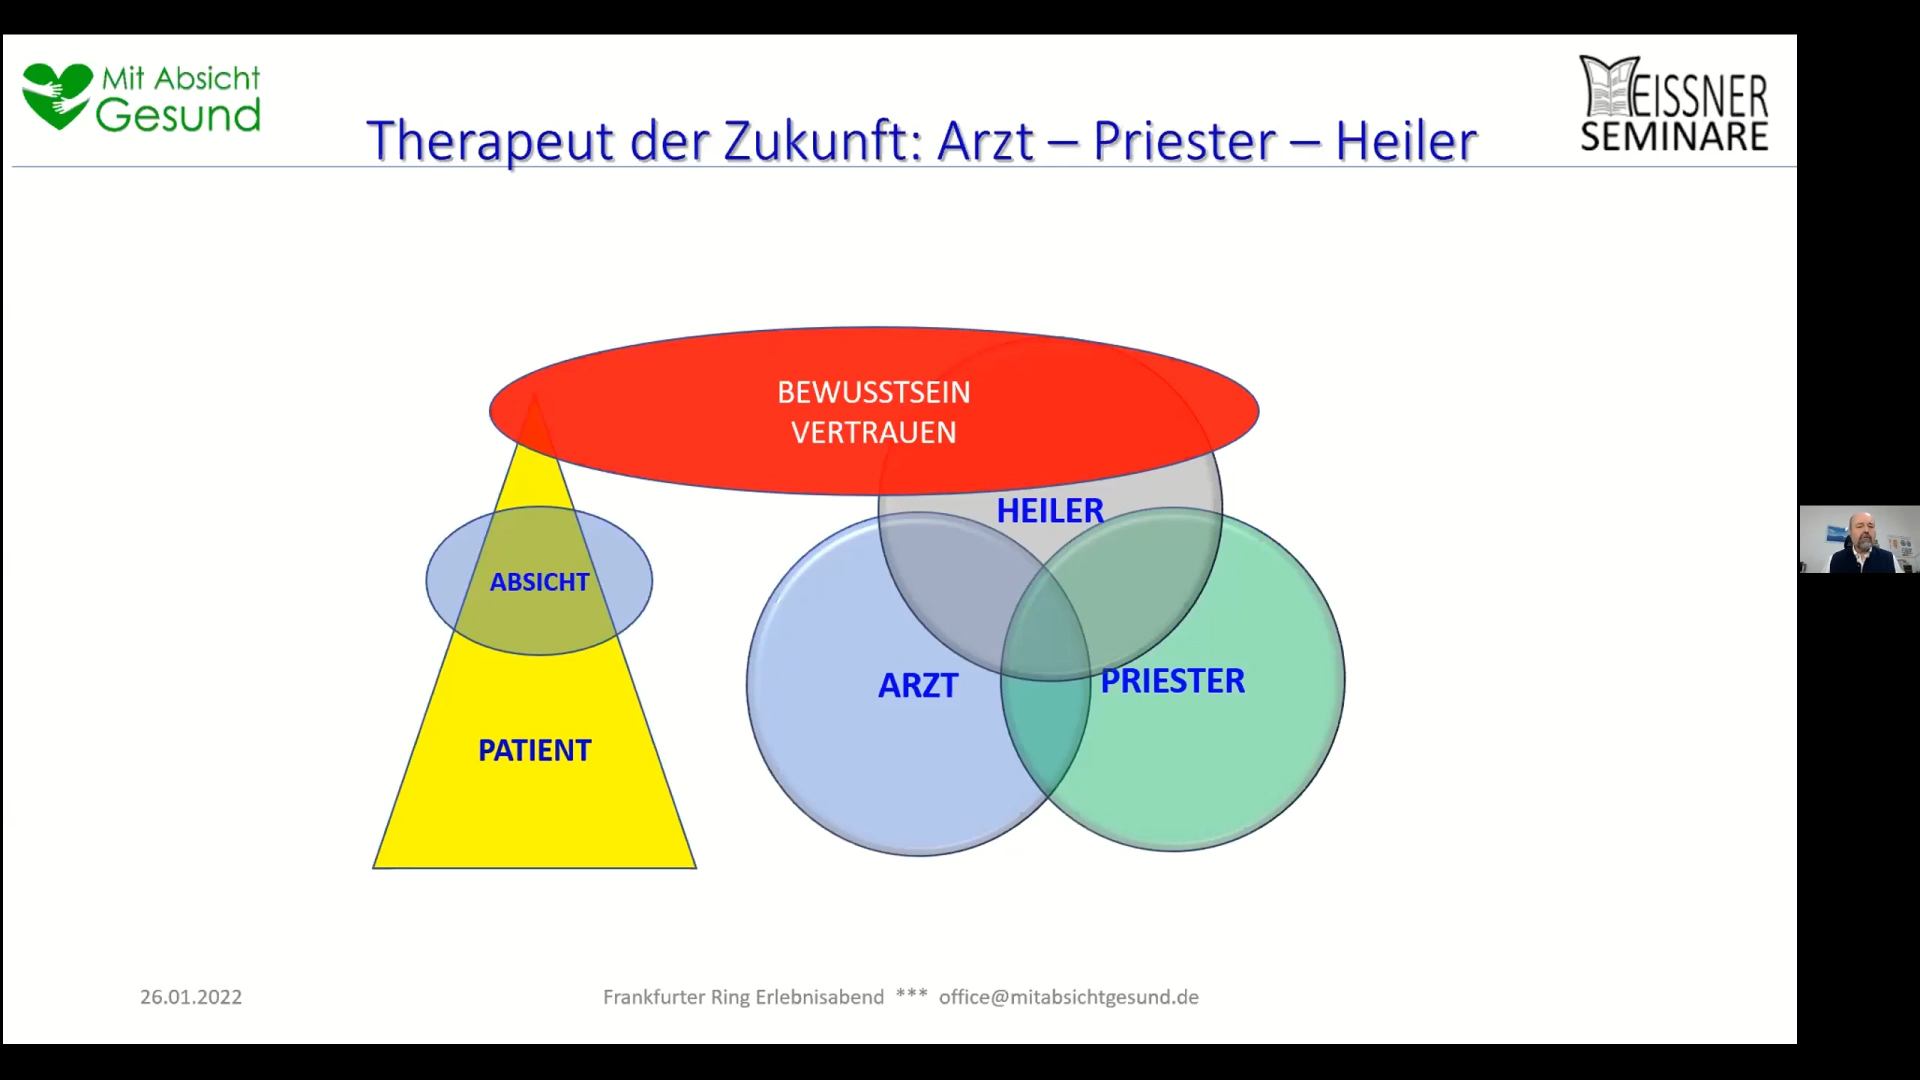 Mit Absicht
Gesund
Therapeut der Zukunft: Arzt – Priester – Heiler
EISSNER
SEMINARE
BEWUSSTSEIN
VERTRAUEN
HEILER
ABSICHT
ARZT
PRIESTER
PATIENT
26.01.2022
Frankfurter Ring Erlebnisabend *** office@mitabsichtgesund.de